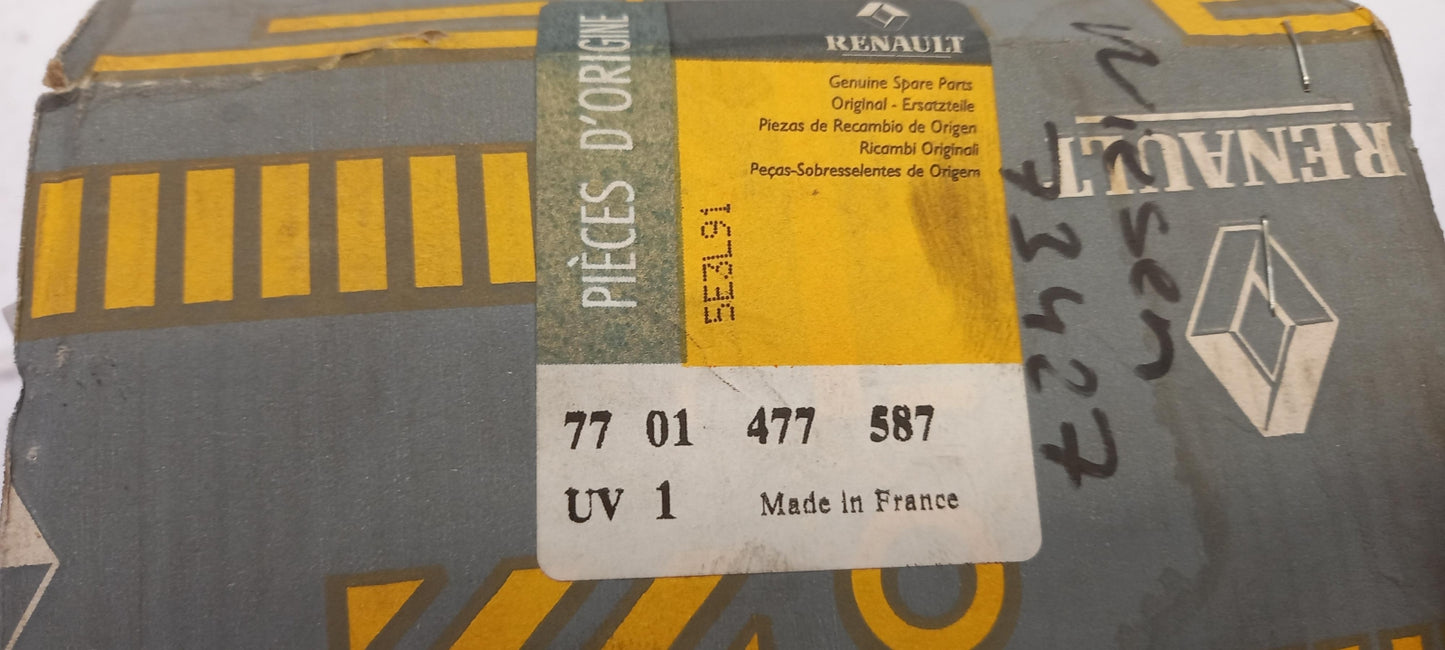 PIÈCES D'ORIGINE
RENAULT
Genuine Spare Parts
Original - Ersatzteile
Piezas de Recambio de Origen
Ricambi Originali
Peças-Sobresselentes de Origem
5E3L91
77 01 477 587
UV 1 Made in France
RENAULT
73427